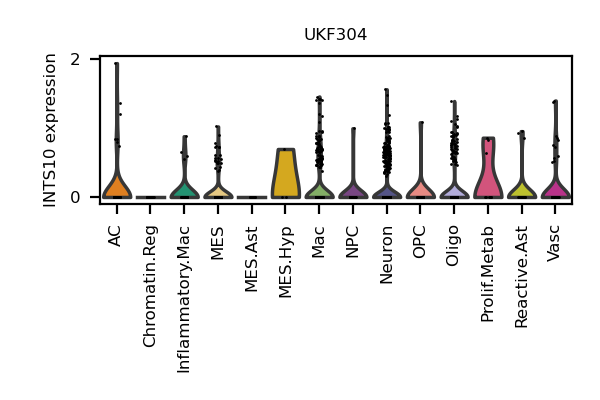 UKF304
INTS10 expression
2
0
AC
Chromatin.Reg
Inflammatory.Mac
MES
MES.Ast
MES.Hyp
Mac
NPC
Neuron
OPC
Oligo
Prolif.Metab
Reactive.Ast
Vasc